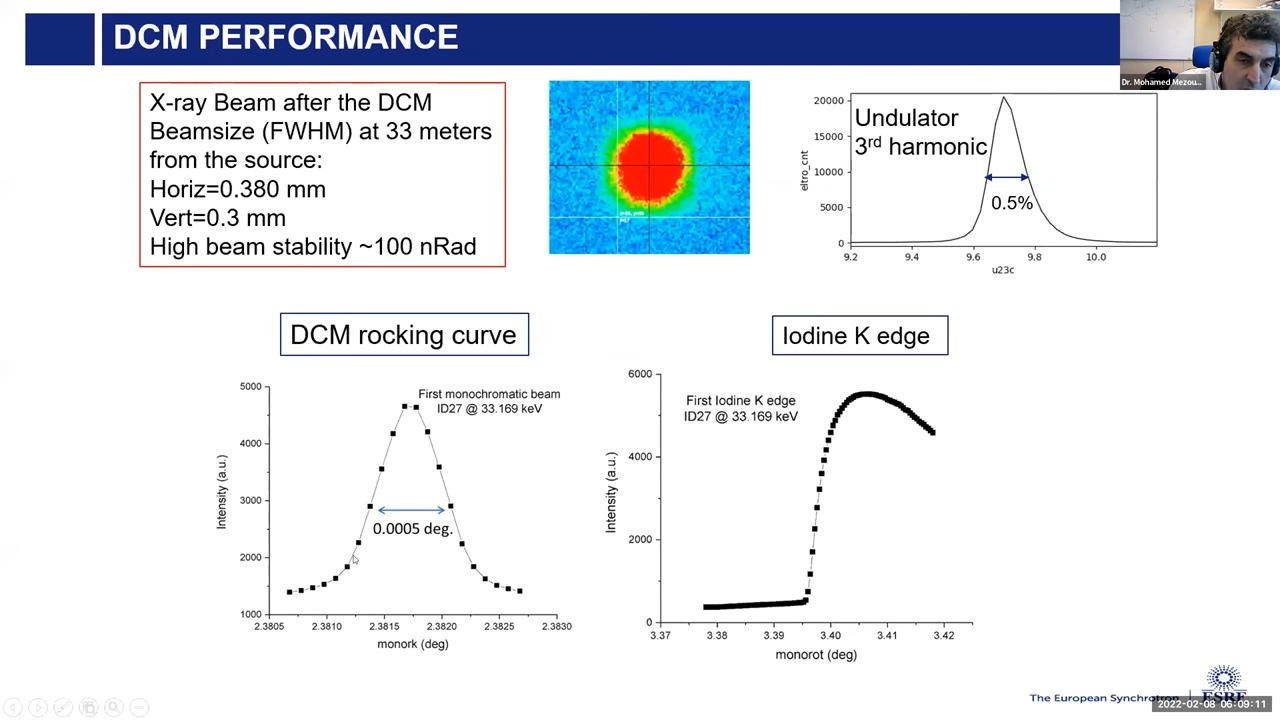 DCM PERFORMANCE
Dr. Mohamed Mezou...
X-ray Beam after the DCM
Beamsize (FWHM) at 33 meters
from the source:
Horiz=0.380 mm
Vert=0.3 mm
High beam stability ~100 nRad
Undulator
3rd harmonic
0.5%
eltro_cnt
20000
15000
10000
5000
0
9.2 9.4 9.6 9.8 10.0
u23c
DCM rocking curve
First monochromatic beam
ID27 @ 33.169 keV
0.0005 deg.
Intensity (a.u.)
5000
4000
3000
2000
1000
2.3805 2.3810 2.3815 2.3820 2.3825 2.3830
monork (deg)
Iodine K edge
First Iodine K edge
ID27 @ 33.169 keV
Intensity (a.u.)
6000
4000
2000
0
3.37 3.38 3.39 3.40 3.41 3.42
monorot (deg)
The European Synchrotron | ESRF
2022-02-08 06:09:11